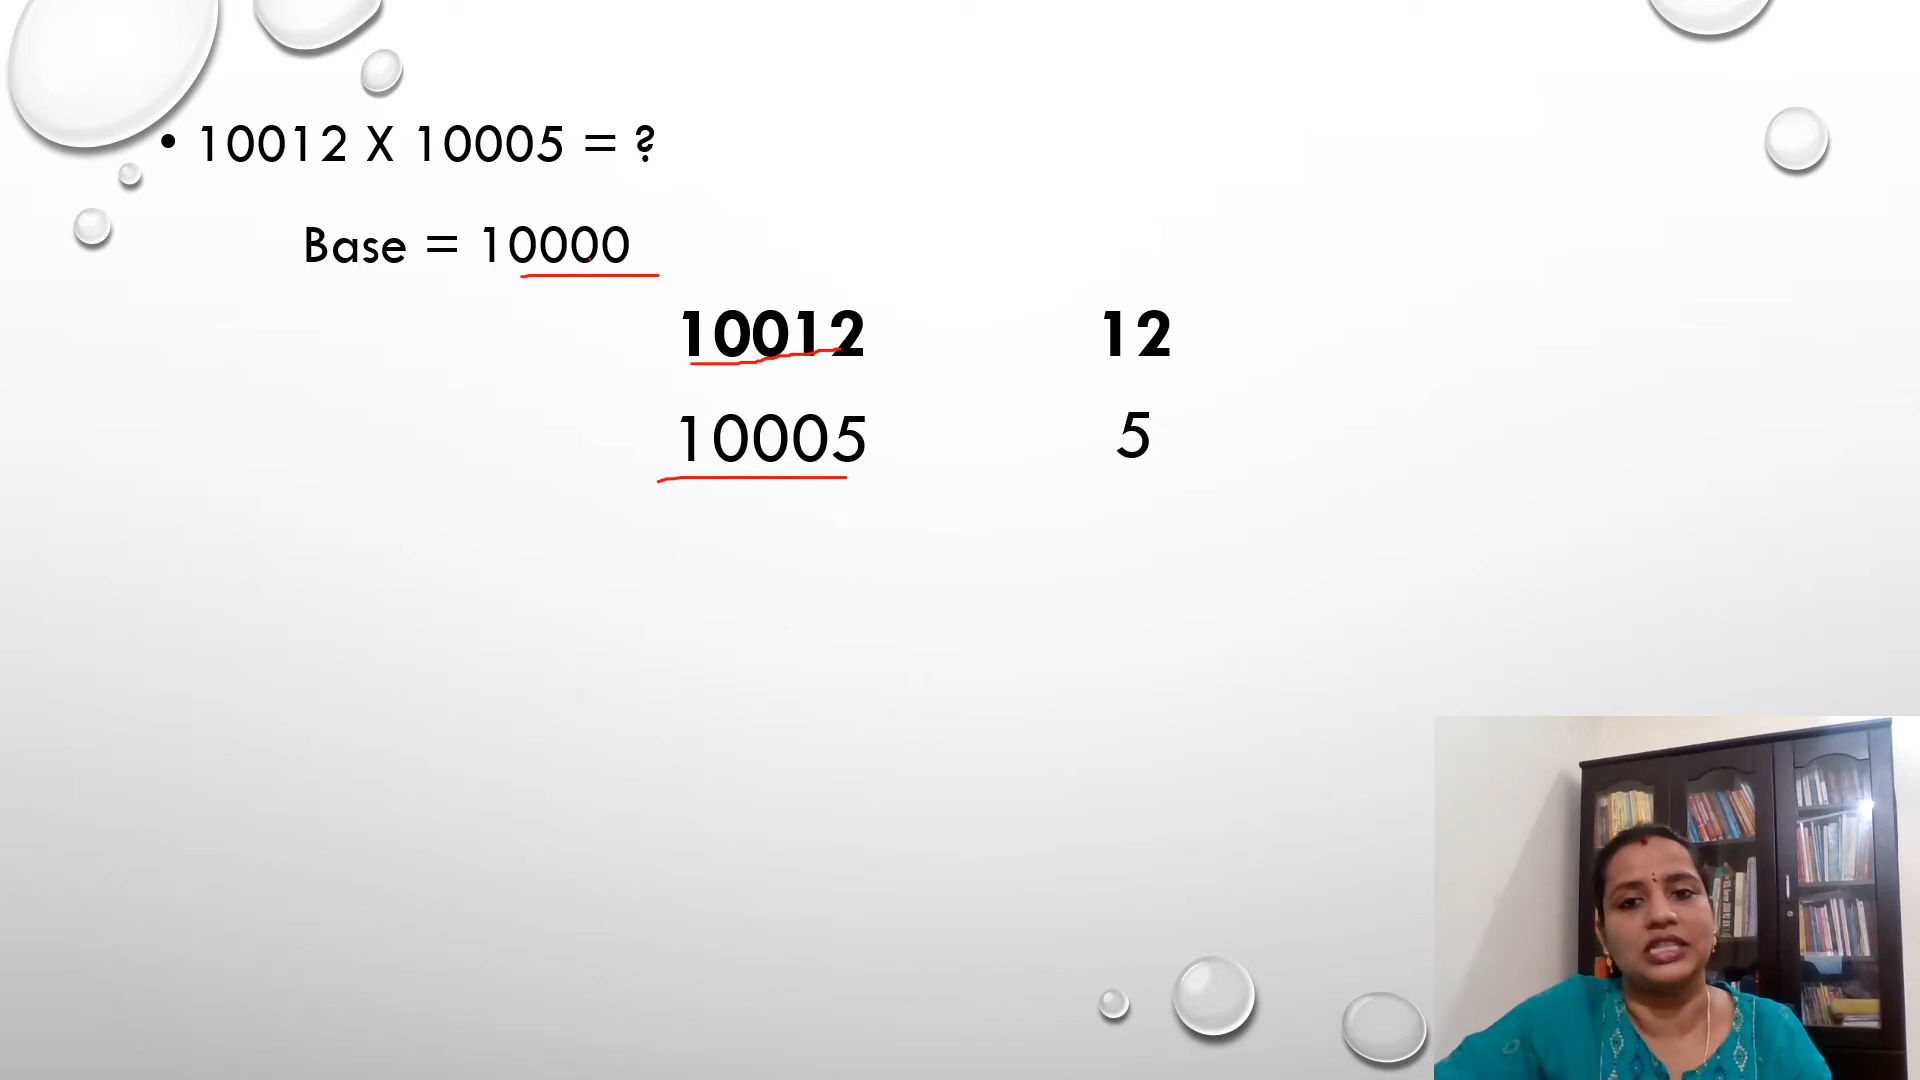 • 10012 X 10005 = ?
Base = 10000
10012 12
10005 5